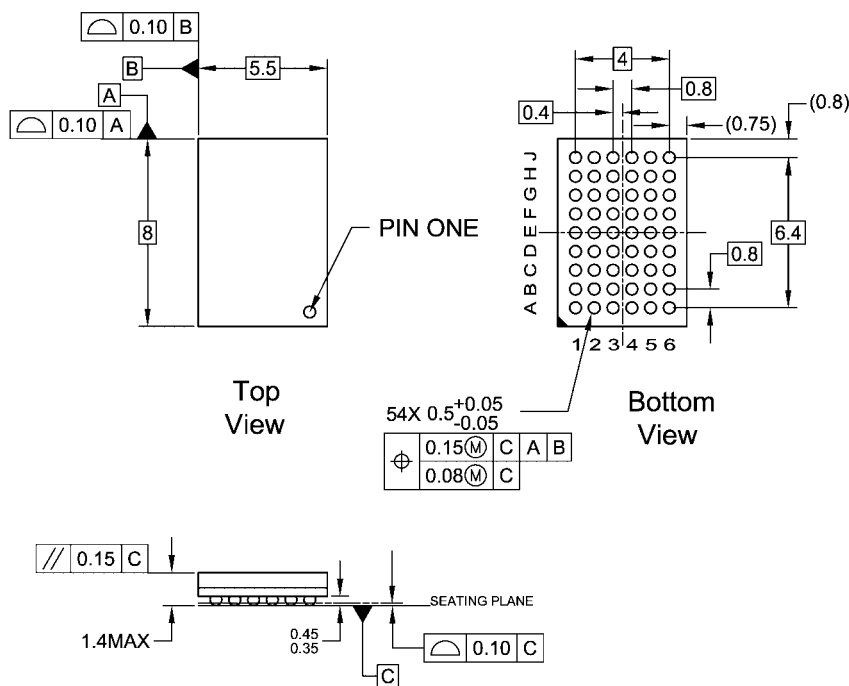 ⌓ 0.10 B
B
5.5
A
⌓ 0.10 A
8
PIN ONE
Top
View
4
0.8
0.4
(0.75)
(0.8)
J
H
G
F
E
D
C
B
A
6.4
0.8
1 2 3 4 5 6
54X 0.5 +0.05
-0.05
⌖ 0.15Ⓜ C A B
0.08Ⓜ C
Bottom
View
// 0.15 C
1.4MAX
0.45
0.35
SEATING PLANE
⌓ 0.10 C
C